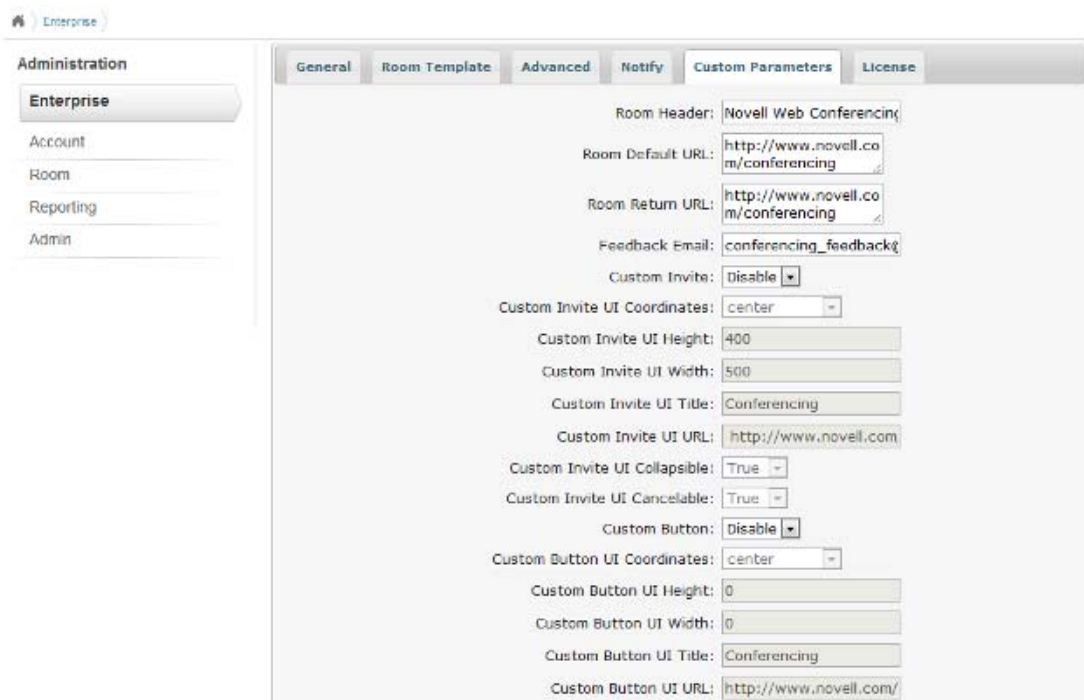 Enterprise
Administration
Enterprise
Account
Room
Reporting
Admin
General Room Template Advanced Notify Custom Parameters License
Room Header: Novell Web Conferencing
Room Default URL: http://www.novell.co
m/conferencing
Room Return URL: http://www.novell.co
m/conferencing
Feedback Email: conferencing_feedback@
Custom Invite: Disable
Custom Invite UI Coordinates: center
Custom Invite UI Height: 400
Custom Invite UI Width: 500
Custom Invite UI Title: Conferencing
Custom Invite UI URL: http://www.novell.com
Custom Invite UI Collapsible: True
Custom Invite UI Cancelable: True
Custom Button: Disable
Custom Button UI Coordinates: center
Custom Button UI Height: 0
Custom Button UI Width: 0
Custom Button UI Title: Conferencing
Custom Button UI URL: http://www.novell.com/